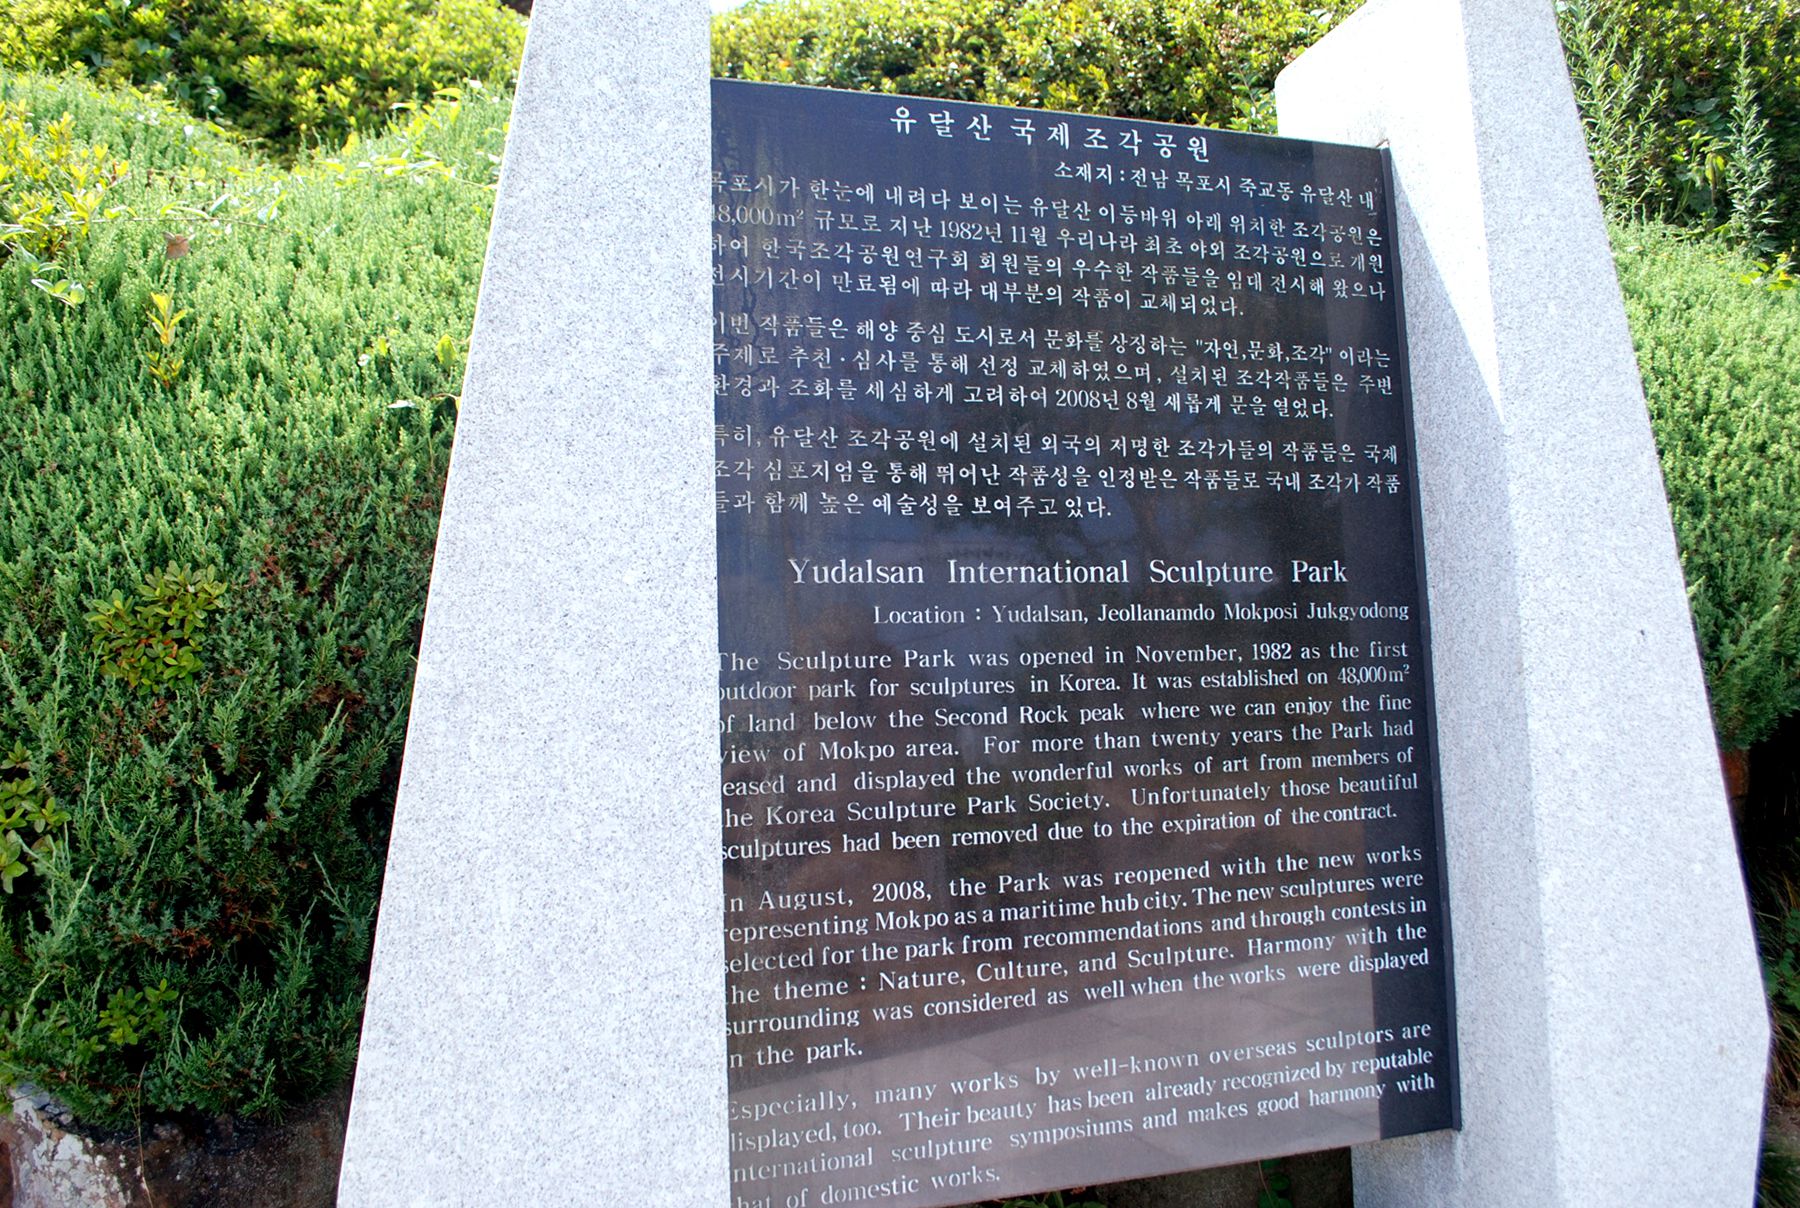 유달산 국제조각공원
소재지 : 전남 목포시 죽교동 유달산 내
목포시가 한눈에 내려다 보이는 유달산 이등바위 아래 위치한 조각공원은
48,000m² 규모로 지난 1982년 11월 우리나라 최초 야외 조각공원으로 개원
하여 한국조각공원연구회 회원들의 우수한 작품들을 임대 전시해 왔으나
전시기간이 만료됨에 따라 대부분의 작품이 교체되었다.
이번 작품들은 해양 중심 도시로서 문화를 상징하는 "자연,문화,조각" 이라는
주제로 추천·심사를 통해 선정 교체하였으며, 설치된 조각작품들은 주변
환경과 조화를 세심하게 고려하여 2008년 8월 새롭게 문을 열었다.
특히, 유달산 조각공원에 설치된 외국의 저명한 조각가들의 작품들은 국제
조각 심포지엄을 통해 뛰어난 작품성을 인정받은 작품들로 국내 조각가 작품
들과 함께 높은 예술성을 보여주고 있다.
Yudalsan International Sculpture Park
Location : Yudalsan, Jeollanamdo Mokposi Jukgyodong
The Sculpture Park was opened in November, 1982 as the first
outdoor park for sculptures in Korea. It was established on 48,000m²
of land below the Second Rock peak where we can enjoy the fine
view of Mokpo area. For more than twenty years the Park had
leased and displayed the wonderful works of art from members of
the Korea Sculpture Park Society. Unfortunately those beautiful
sculptures had been removed due to the expiration of the contract.
In August, 2008, the Park was reopened with the new works
representing Mokpo as a maritime hub city. The new sculptures were
selected for the park from recommendations and through contests in
the theme : Nature, Culture, and Sculpture. Harmony with the
surrounding was considered as well when the works were displayed
in the park.
Especially, many works by well-known overseas sculptors are
displayed, too. Their beauty has been already recognized by reputable
international sculpture symposiums and makes good harmony with
that of domestic works.